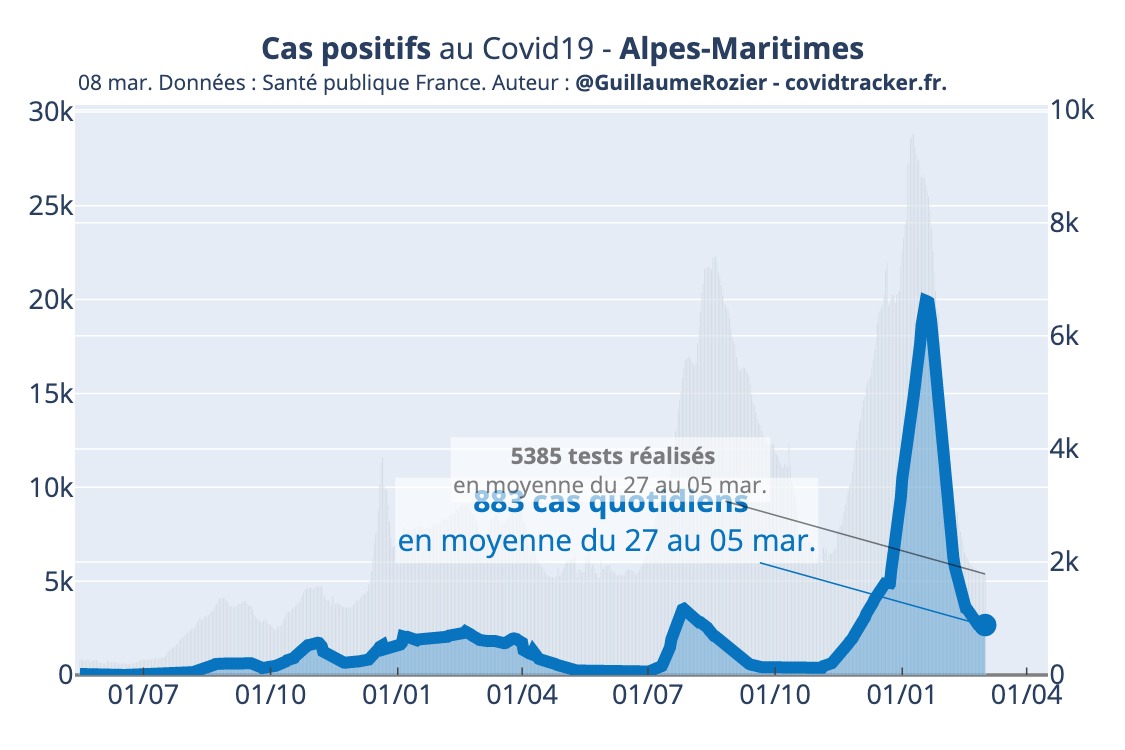 Cas positifs au Covid19 - Alpes-Maritimes
08 mar. Données : Santé publique France. Auteur : @GuillaumeRozier - covidtracker.fr.
30k
10k
25k
8k
20k
6k
15k
4k
5385 tests réalisés
en moyenne du 27 au 05 mar.
10k
883 cas quotidiens
en moyenne du 27 au 05 mar.
2k
5k
0
0
01/07
01/10
01/01
01/04
01/07
01/10
01/01
01/04